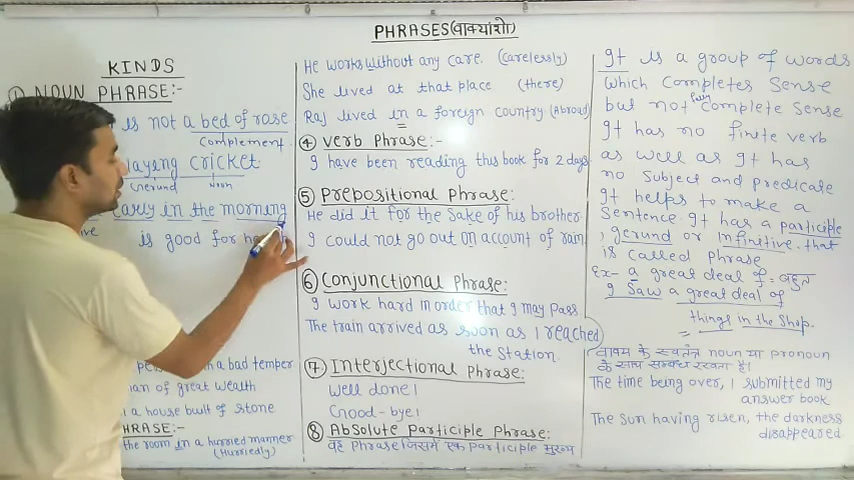 PHRASES(वाक्यांशो)
KINDS
① NOUN PHRASE:-
is not a bed of rose
Complement
laying cricket
Gerund Noun
Early in the morning
ive
is good for he
in a bad temper
man of great wealth
a house built of stone
HRASE:-
the room in a hurried manner
(Hurriedly)
He works without any care. (Carelessly)
She lived at that place (there)
Raj lived in a foreign country (Abroad)
④ Verb Phrase:-
I have been reading this book for 2 days
⑤ Prepositional Phrase:
He did it for the Sake of his brother
I could not go out on account of rain
⑥ Conjunctional Phrase:
I work hard in order that I may Pass
The train arrived as soon as I reached
the Station.
⑦ Interjectional Phrase:
Well done!
Good-bye!
⑧ Absolute Participle Phrase:
वह Phrase जिसमें एक Participle मुख्य
It is a group of words
which Completes Sense
but not fully Complete Sense
It has no finite verb
as well as It has
no Subject and predicate
It helps to make a
Sentence. It has a participle
, gerund or infinitive. that
is called Phrase
Ex- a great deal of = बहुत
I Saw a great deal of
things in the Shop.
वाक्य के स्वतंत्र noun या Pronoun
के साथ सम्बन्ध रखता है।
The time being over, I submitted my
answer book
The Sun having risen, the darkness
disappeared